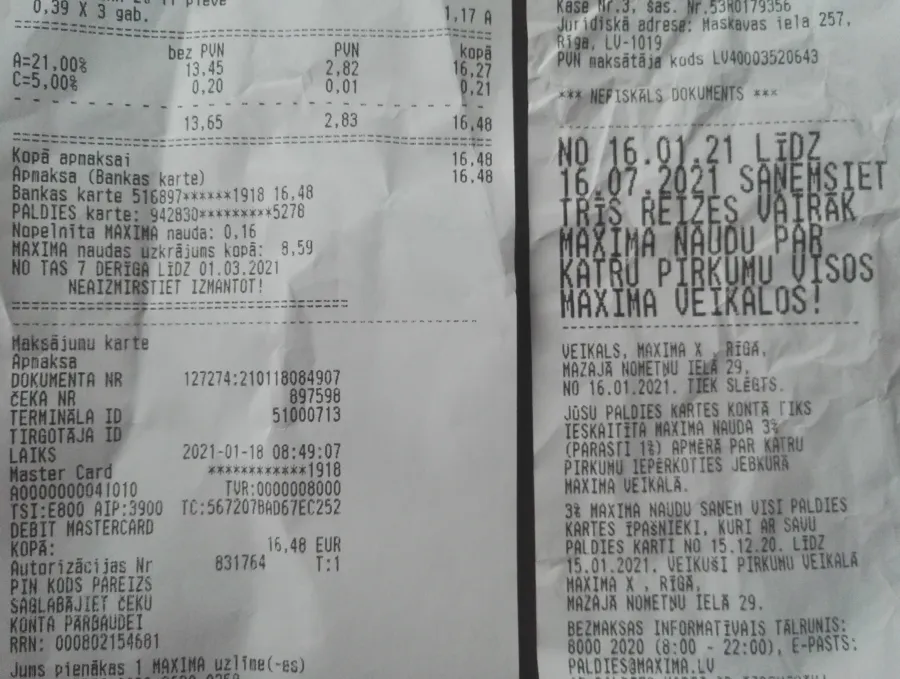 0,39 X 3 gab. 1,17 A
bez PVN PVN kopā
A=21,00% 13,45 2,82 16,27
C=5,00% 0,20 0,01 0,21
13,65 2,83 16,48
Kopā apmaksai 16,48
Apmaksa (Bankas karte) 16,48
Bankas karte 516897******1918 16,48
PALDIES karte: 942830*********5278
Nopelnīta MAXIMA nauda: 0,16
MAXIMA naudas uzkrājums kopā: 8,59
NO TĀS 7 DERĪGA LĪDZ 01.03.2021
NEAIZMIRSTIET IZMANTOT!
Maksājumu karte
Apmaksa
DOKUMENTA NR 127274:210118084907
ČEKA NR 897598
TERMINĀLA ID 51000713
TIRGOTĀJA ID
LAIKS 2021-01-18 08:49:07
Master Card ************1918
A0000000041010 TVR:0000008000
TSI:E800 AIP:3900 TC:567207BAD67EC252
DEBIT MASTERCARD
KOPĀ: 16,48 EUR
Autorizācijas Nr 831764 T:1
PIN KODS PAREIZS
SAGLABĀJIET ČEKU
KONTA PĀRBAUDEI
RRN: 000802154681
Jums pienākas 1 MAXIMA uzlīme(-es)
Kase Nr.3, šas. Nr.53R0179356
Juridiskā adrese: Maskavas iela 257,
Rīga, LV-1019
PVN maksātāja kods LV40003520643
*** NEFISKĀLS DOKUMENTS ***
NO 16.01.21 LĪDZ
16.07.2021 SAŅEMSIET
TRĪS REIZES VAIRĀK
MAXIMA NAUDU PAR
KATRU PIRKUMU VISOS
MAXIMA VEIKALOS!
VEIKALS, MAXIMA X , RĪGĀ,
MAZAJĀ NOMETŅU IELĀ 29,
NO 16.01.2021. TIEK SLĒGTS.
JŪSU PALDIES KARTES KONTĀ TIKS
IESKAITĪTA MAXIMA NAUDA 3%
(PARASTI 1%) APMĒRĀ PAR KATRU
PIRKUMU IEPĒRKOTIES JEBKURĀ
MAXIMA VEIKALĀ.
3% MAXIMA NAUDU SAŅEM VISI PALDIES
KARTES ĪPAŠNIEKI, KURI AR SAVU
PALDIES KARTI NO 15.12.20. LĪDZ
15.01.2021. VEIKUŠI PIRKUMU VEIKALĀ
MAXIMA X , RĪGĀ,
MAZAJĀ NOMETŅU IELĀ 29.
BEZMAKSAS INFORMATĪVAIS TĀLRUNIS:
8000 2020 (8:00 - 22:00), E-PASTS:
PALDIES@MAXIMA.LV